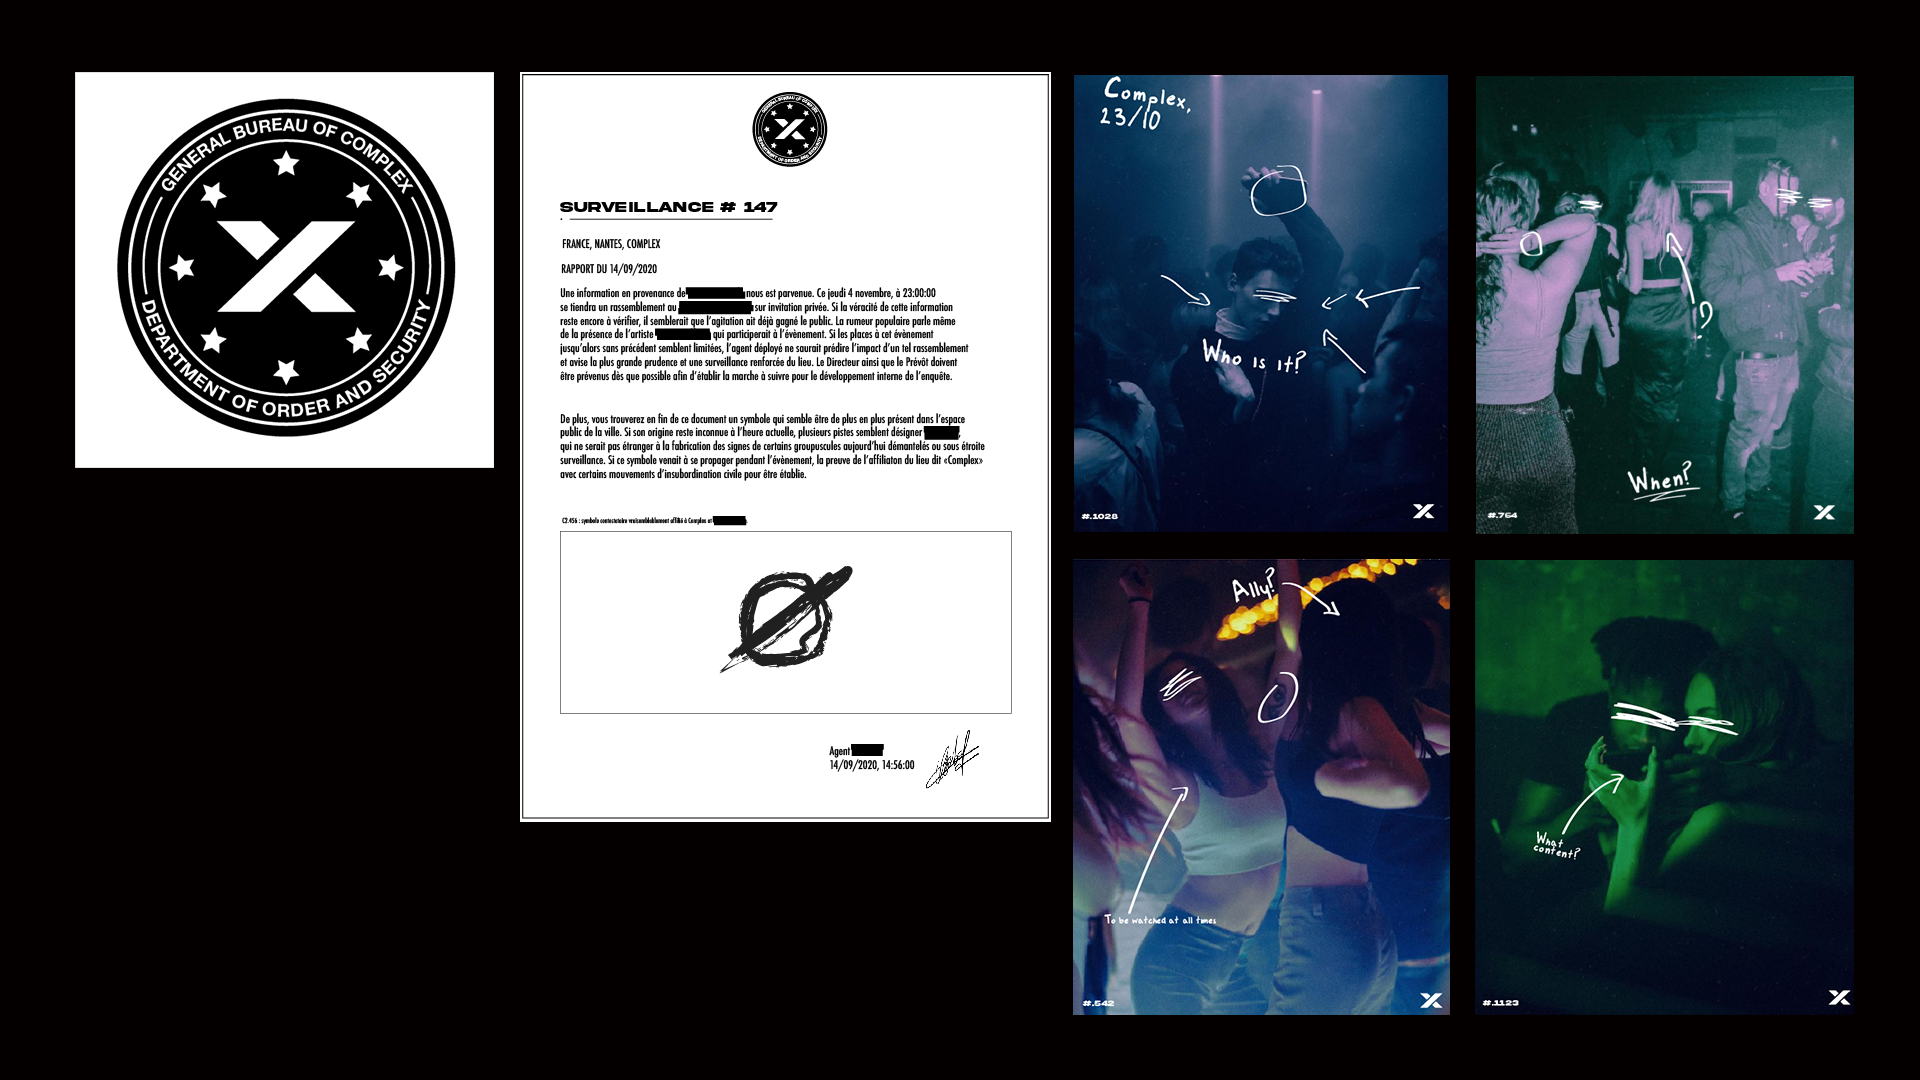 GENERAL BUREAU OF COMPLEX
DEPARTMENT OF ORDER AND SECURITY
GENERAL BUREAU OF COMPLEX
DEPARTMENT OF ORDER AND SECURITY
SURVEILLANCE # 147
FRANCE, NANTES, COMPLEX
RAPPORT DU 14/09/2020
Une information en provenance de nous est parvenue. Ce jeudi 4 novembre, à 23:00:00
se tiendra un rassemblement au sur invitation privée. Si la véracité de cette information
reste encore à vérifier, il semblerait que l'agitation ait déjà gagné le public. La rumeur populaire parle même
de la présence de l'artiste qui participerait à l'évènement. Si les places à cet évènement
jusqu'alors sans précédent semblent limitées, l'agent déployé ne saurait prédire l'impact d'un tel rassemblement
et avise la plus grande prudence et une surveillance renforcée du lieu. Le Directeur ainsi que le Prévôt doivent
être prévenus dès que possible afin d'établir la marche à suivre pour le développement interne de l'enquête.
De plus, vous trouverez en fin de ce document un symbole qui semble être de plus en plus présent dans l'espace
public de la ville. Si son origine reste inconnue à l'heure actuelle, plusieurs pistes semblent désigner ,
qui ne serait pas étranger à la fabrication des signes de certains groupuscules aujourd'hui démantelés ou sous étroite
surveillance. Si ce symbole venait à se propager pendant l'évènement, la preuve de l'affiliaton du lieu dit «Complex»
avec certains mouvements d'insubordination civile pour être établie.
C2.456 : symbole contestataire vraisemblablement affilié à Complex et
Agent
14/09/2020, 14:56:00
Complex,
23/10
Who is it?
#.1028
?
When?
#.764
Ally?
To be watched at all times
#.542
What
content?
#.1123